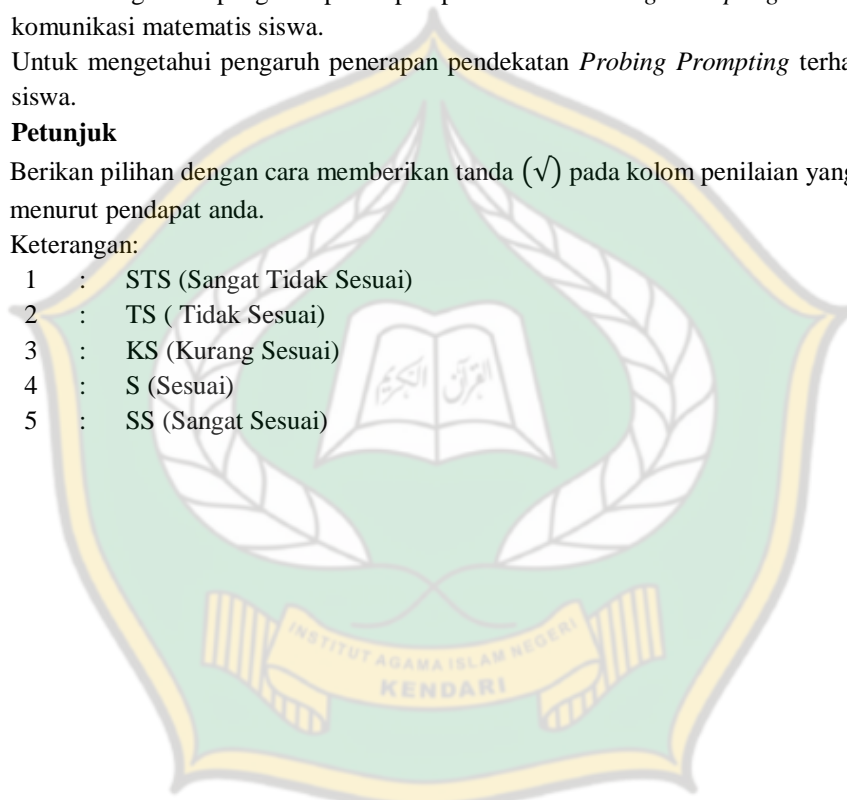 komunikasi matematis siswa.
Untuk mengetahui pengaruh penerapan pendekatan Probing Prompting
siswa.
Petunjuk
Berikan pilihan dengan cara memberikan tanda (√) pada kolom penilaian
menurut pendapat anda.
Keterangan:
1 : STS (Sangat Tidak Sesuai)
2 : TS ( Tidak Sesuai)
3 : KS (Kurang Sesuai)
4 : S (Sesuai)
5 : SS (Sangat Sesuai)
القرآن الكريم
INSTITUT AGAMA ISLAM NEGERI
KENDARI